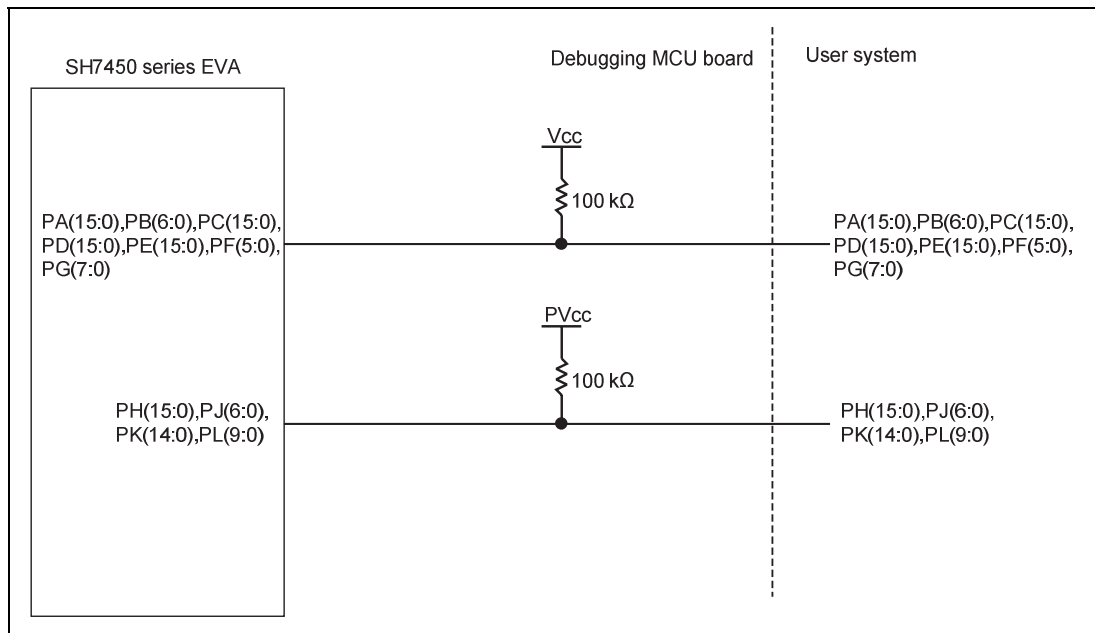 SH7450 series EVA
Debugging MCU board
User system
Vcc
100 kΩ
PA(15:0),PB(6:0),PC(15:0),
PD(15:0),PE(15:0),PF(5:0),
PG(7:0)
PA(15:0),PB(6:0),PC(15:0),
PD(15:0),PE(15:0),PF(5:0),
PG(7:0)
PVcc
100 kΩ
PH(15:0),PJ(6:0),
PK(14:0),PL(9:0)
PH(15:0),PJ(6:0),
PK(14:0),PL(9:0)